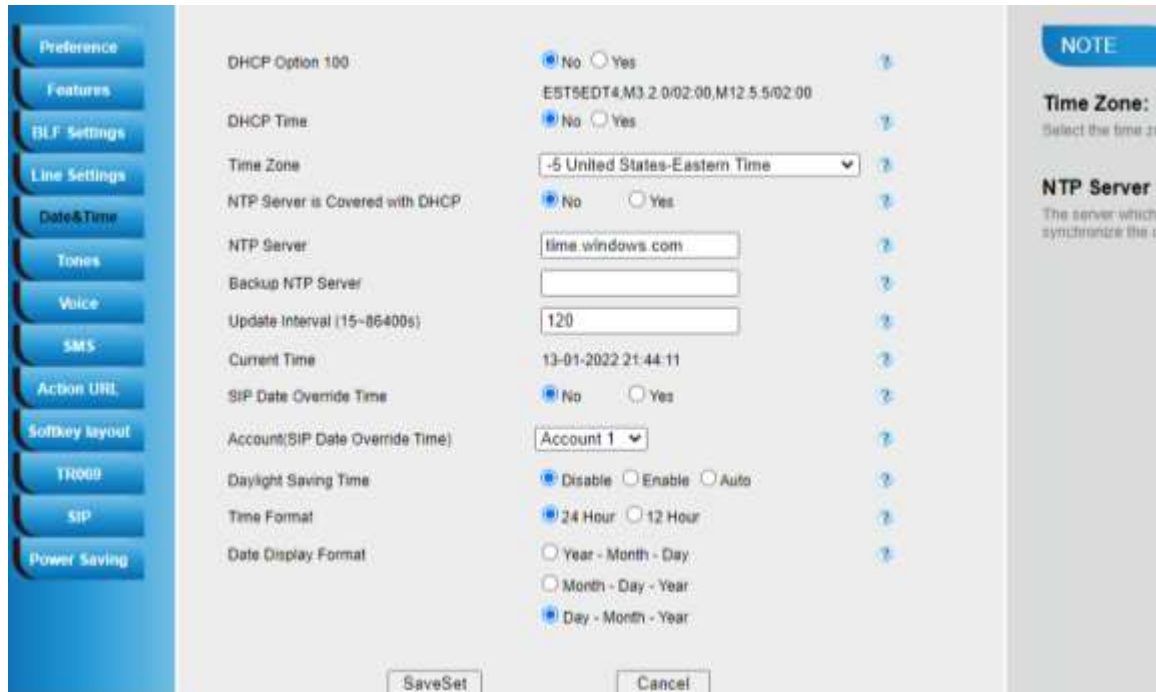 Preference
Features
BLF Settings
Line Settings
Date&Time
Tones
Voice
SMS
Action URL
Softkey layout
TR069
SIP
Power Saving
DHCP Option 100 No Yes
EST5EDT4,M3.2.0/02:00,M12.5.5/02:00
DHCP Time No Yes
Time Zone -5 United States-Eastern Time
NTP Server is Covered with DHCP No Yes
NTP Server time.windows.com
Backup NTP Server
Update Interval (15~86400s) 120
Current Time 13-01-2022 21:44:11
SIP Date Override Time No Yes
Account(SIP Date Override Time) Account 1
Daylight Saving Time Disable Enable Auto
Time Format 24 Hour 12 Hour
Date Display Format Year - Month - Day
Month - Day - Year
Day - Month - Year
SaveSet Cancel
NOTE
Time Zone:
Select the time
NTP Server
The server which
synchronize the